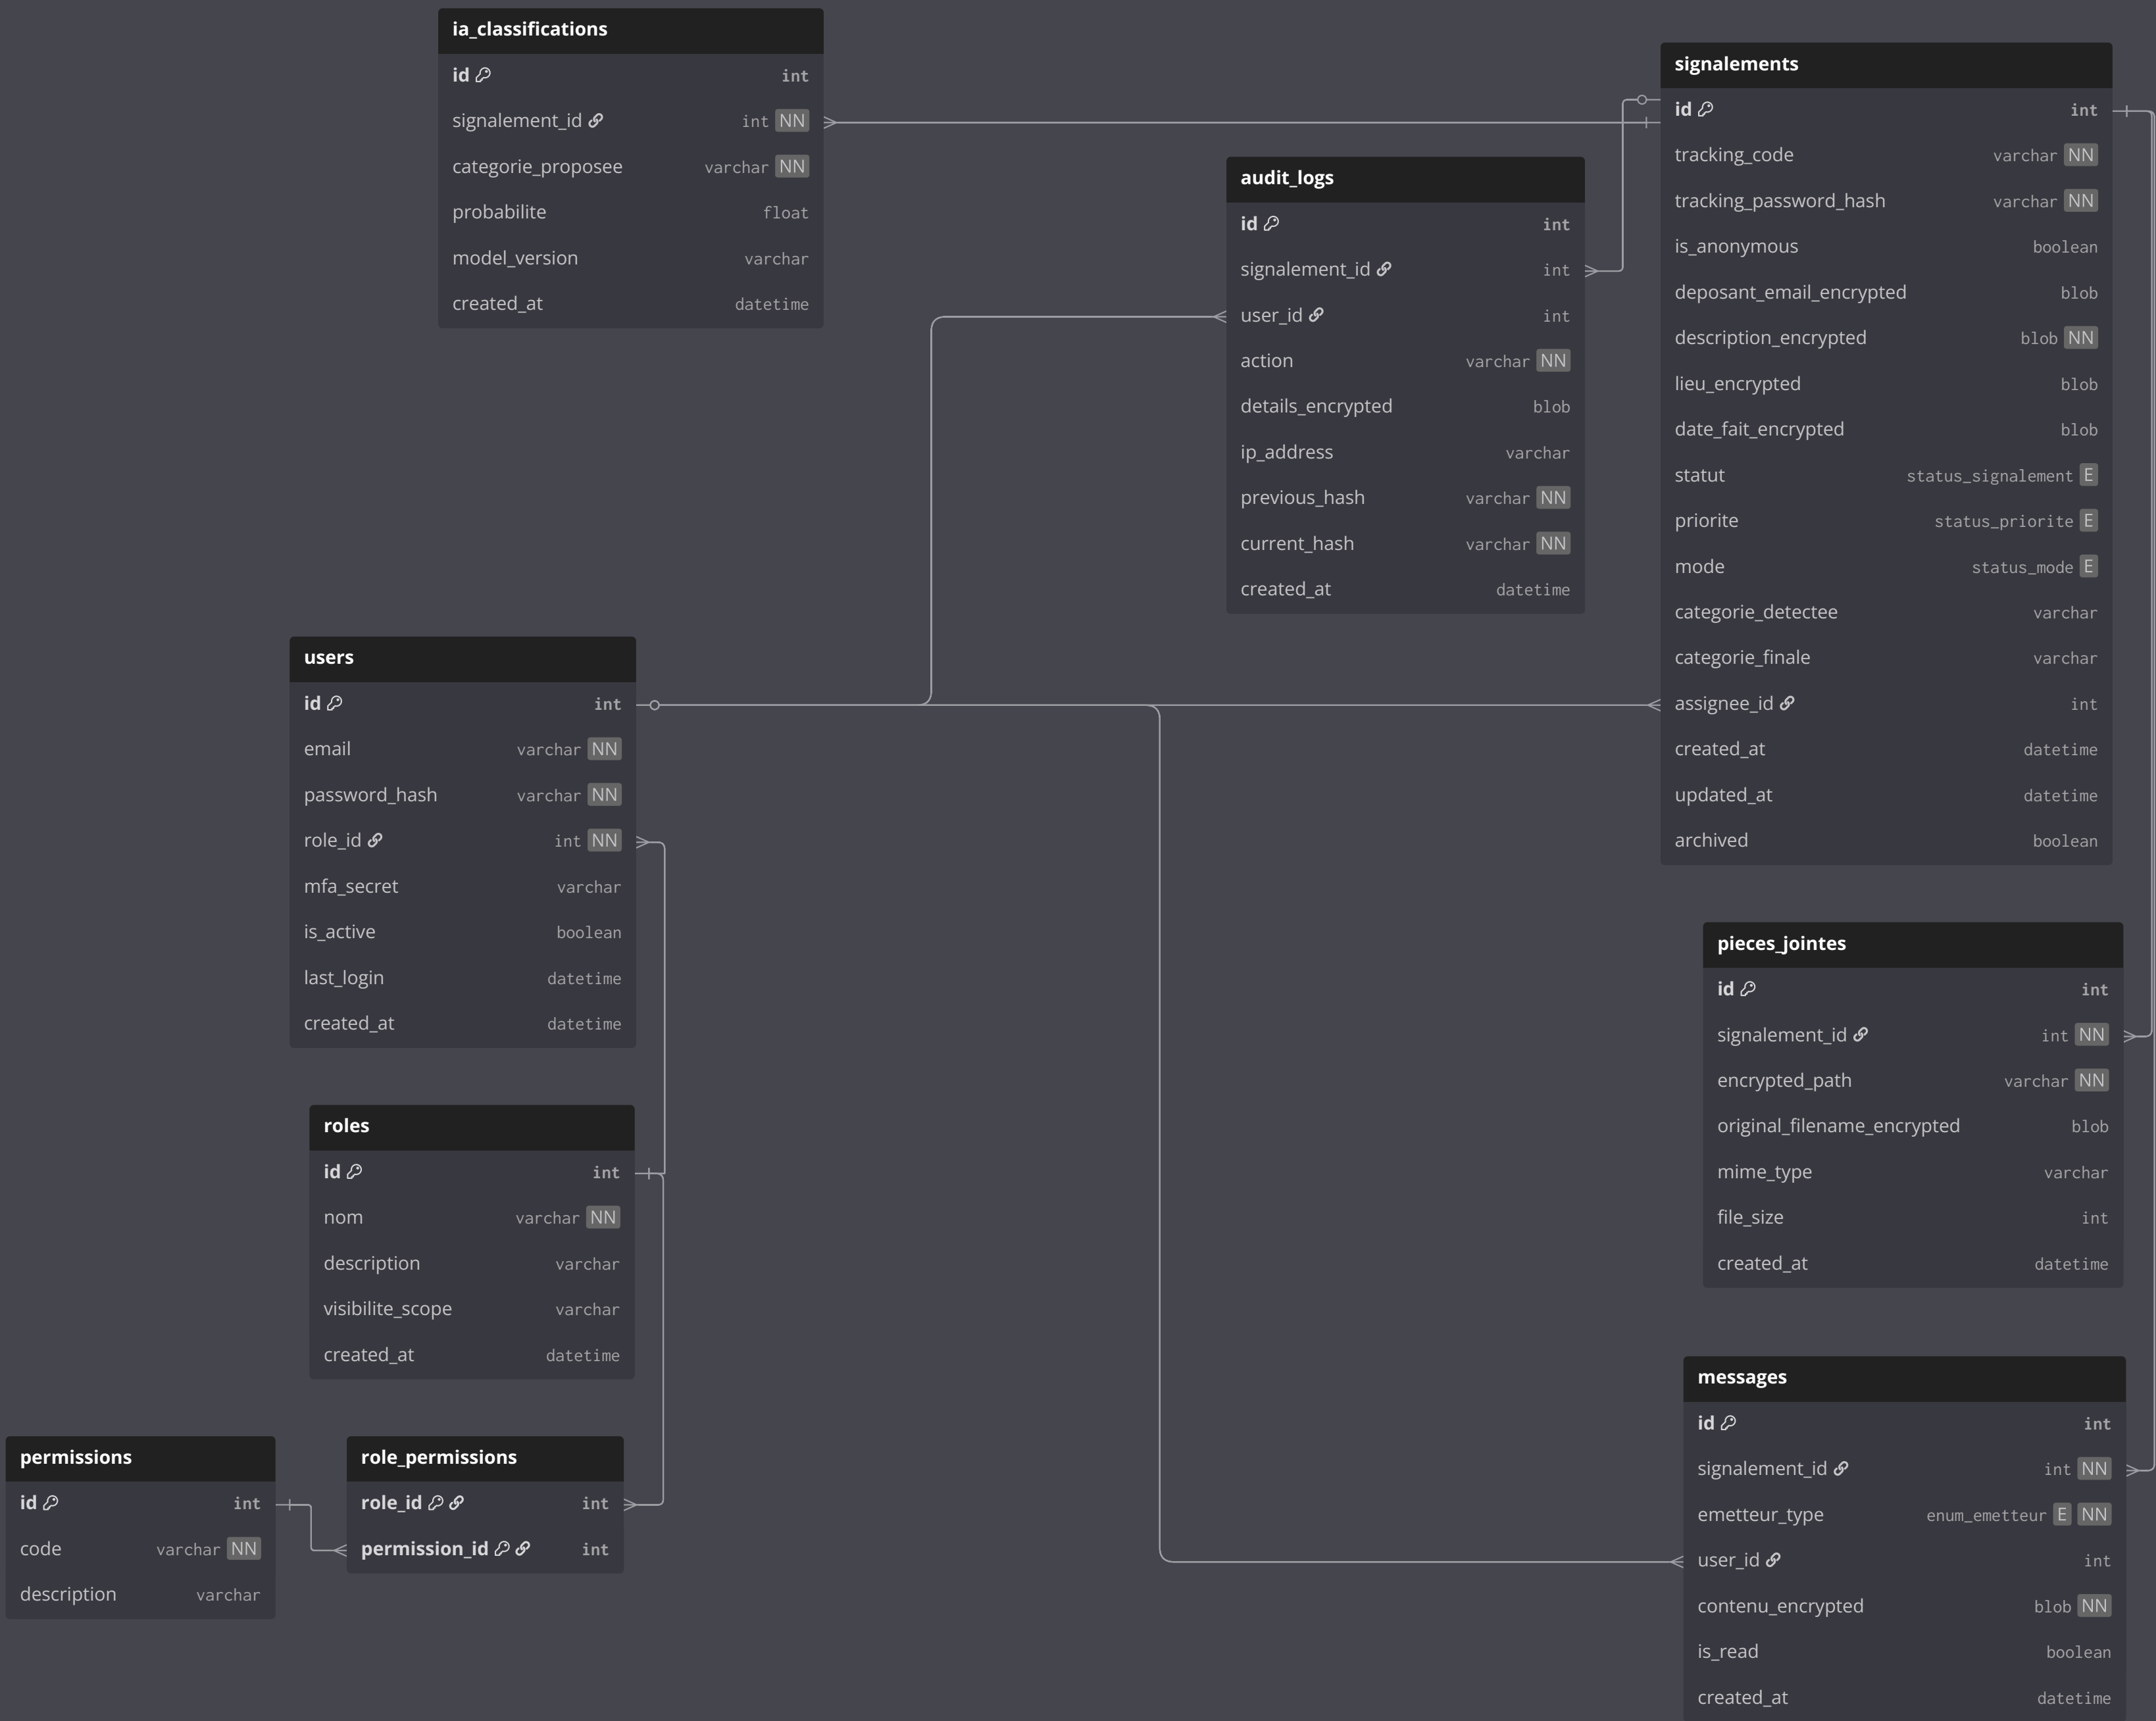 ia_classifications
id int
signalement_id int NN
categorie_proposee varchar NN
probabilite float
model_version varchar
created_at datetime
signalements
id int
tracking_code varchar NN
tracking_password_hash varchar NN
is_anonymous boolean
deposant_email_encrypted blob
description_encrypted blob NN
lieu_encrypted blob
date_fait_encrypted blob
statut status_signalement E
priorite status_priorite E
mode status_mode E
categorie_detectee varchar
categorie_finale varchar
assignee_id int
created_at datetime
updated_at datetime
archived boolean
audit_logs
id int
signalement_id int
user_id int
action varchar NN
details_encrypted blob
ip_address varchar
previous_hash varchar NN
current_hash varchar NN
created_at datetime
users
id int
email varchar NN
password_hash varchar NN
role_id int NN
mfa_secret varchar
is_active boolean
last_login datetime
created_at datetime
pieces_jointes
id int
signalement_id int NN
encrypted_path varchar NN
original_filename_encrypted blob
mime_type varchar
file_size int
created_at datetime
roles
id int
nom varchar NN
description varchar
visibilite_scope varchar
created_at datetime
messages
id int
signalement_id int NN
emetteur_type enum_emetteur E NN
user_id int
contenu_encrypted blob NN
is_read boolean
created_at datetime
permissions
id int
code varchar NN
description varchar
role_permissions
role_id int
permission_id int